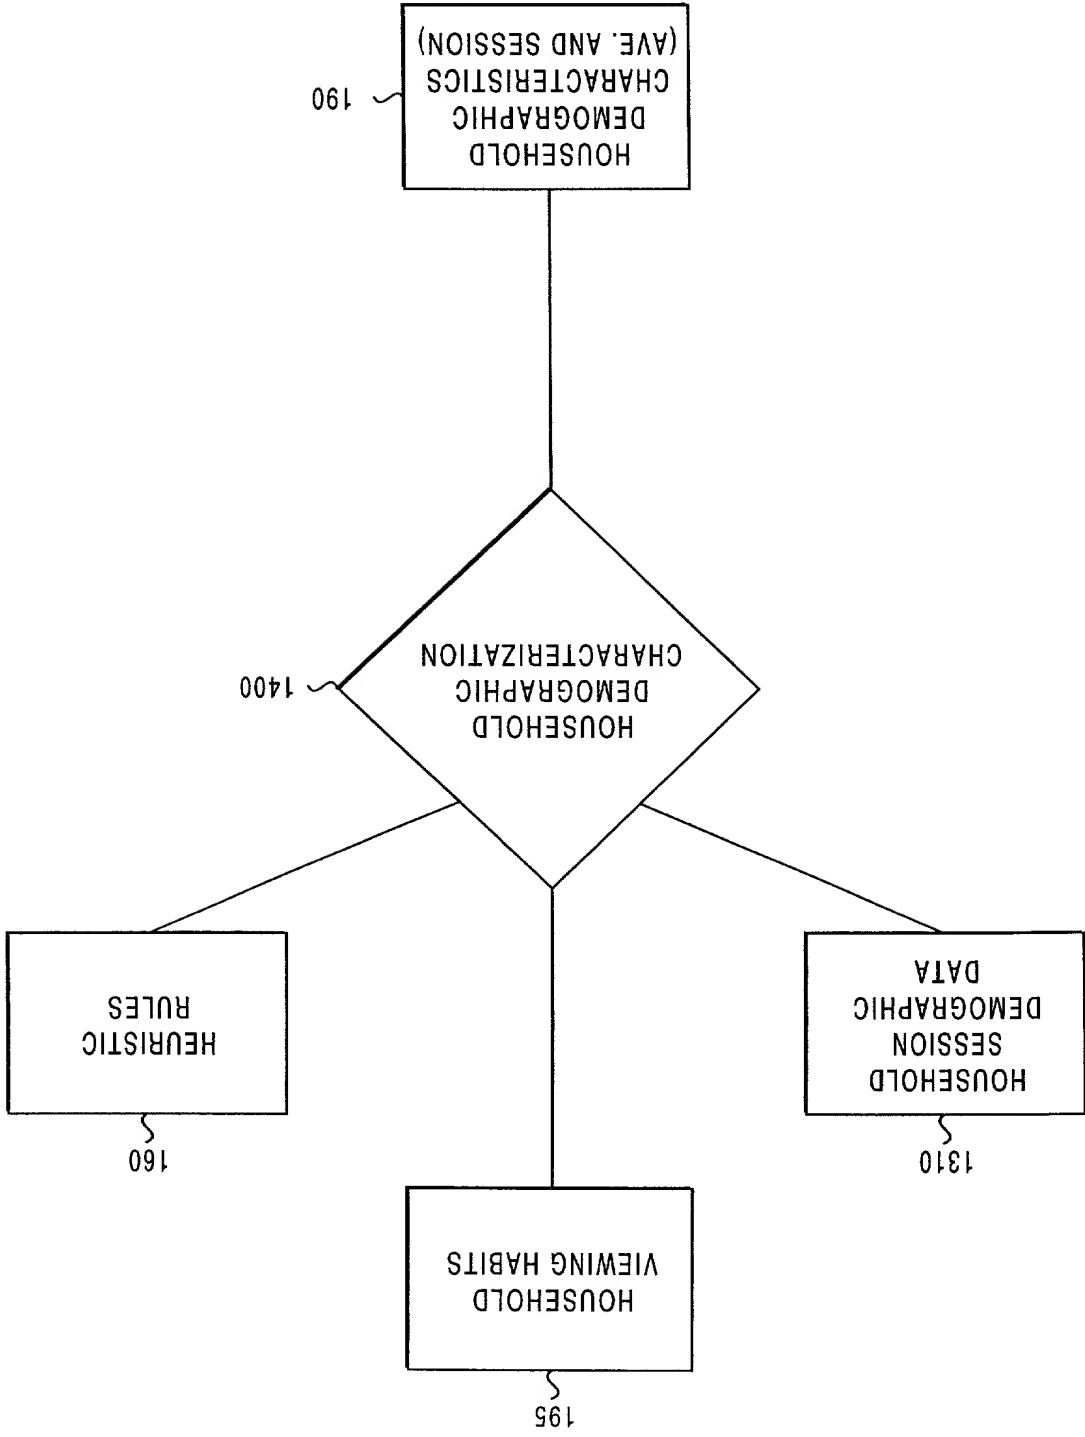 195
HOUSEHOLD
VIEWING HABITS
1310
HOUSEHOLD
SESSION
DEMOGRAPHIC
DATA
160
HEURISTIC
RULES
HOUSEHOLD
DEMOGRAPHIC
CHARACTERIZATION
1400
HOUSEHOLD
DEMOGRAPHIC
CHARACTERISTICS
(AVE. AND SESSION)
190